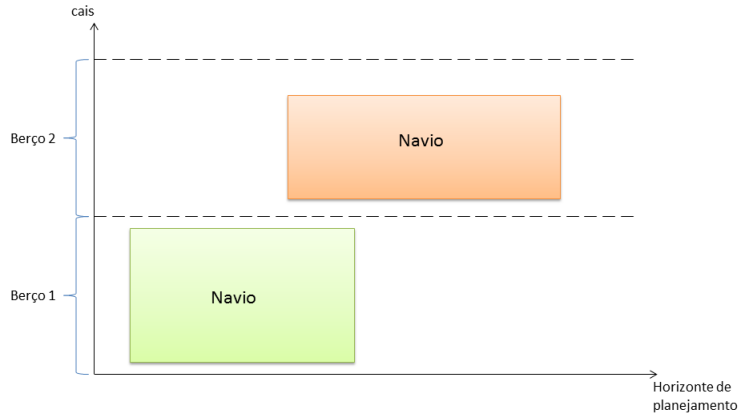 cais
Berço 2
Navio
Berço 1
Navio
Horizonte de
planejamento